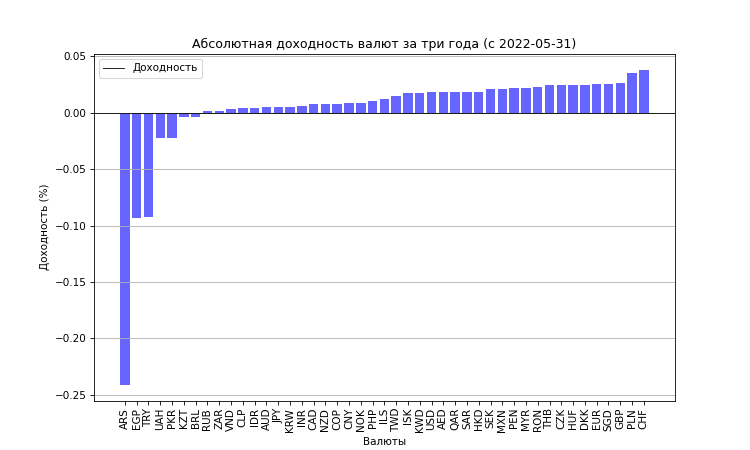 Абсолютная доходность валют за три года (с 2022-05-31)
Доходность
0.05
0.00
−0.05
−0.10
−0.15
−0.20
−0.25
Доходность (%)
ARS
EGP
TRY
UAH
PKR
KZT
BRL
RUB
ZAR
VND
CLP
IDR
AUD
JPY
KRW
INR
CAD
NZD
COP
CNY
NOK
PHP
ILS
TWD
ISK
KWD
USD
AED
QAR
SAR
HKD
SEK
MXN
PEN
MYR
RON
THB
CZK
HUF
DKK
EUR
SGD
GBP
PLN
CHF
Валюты